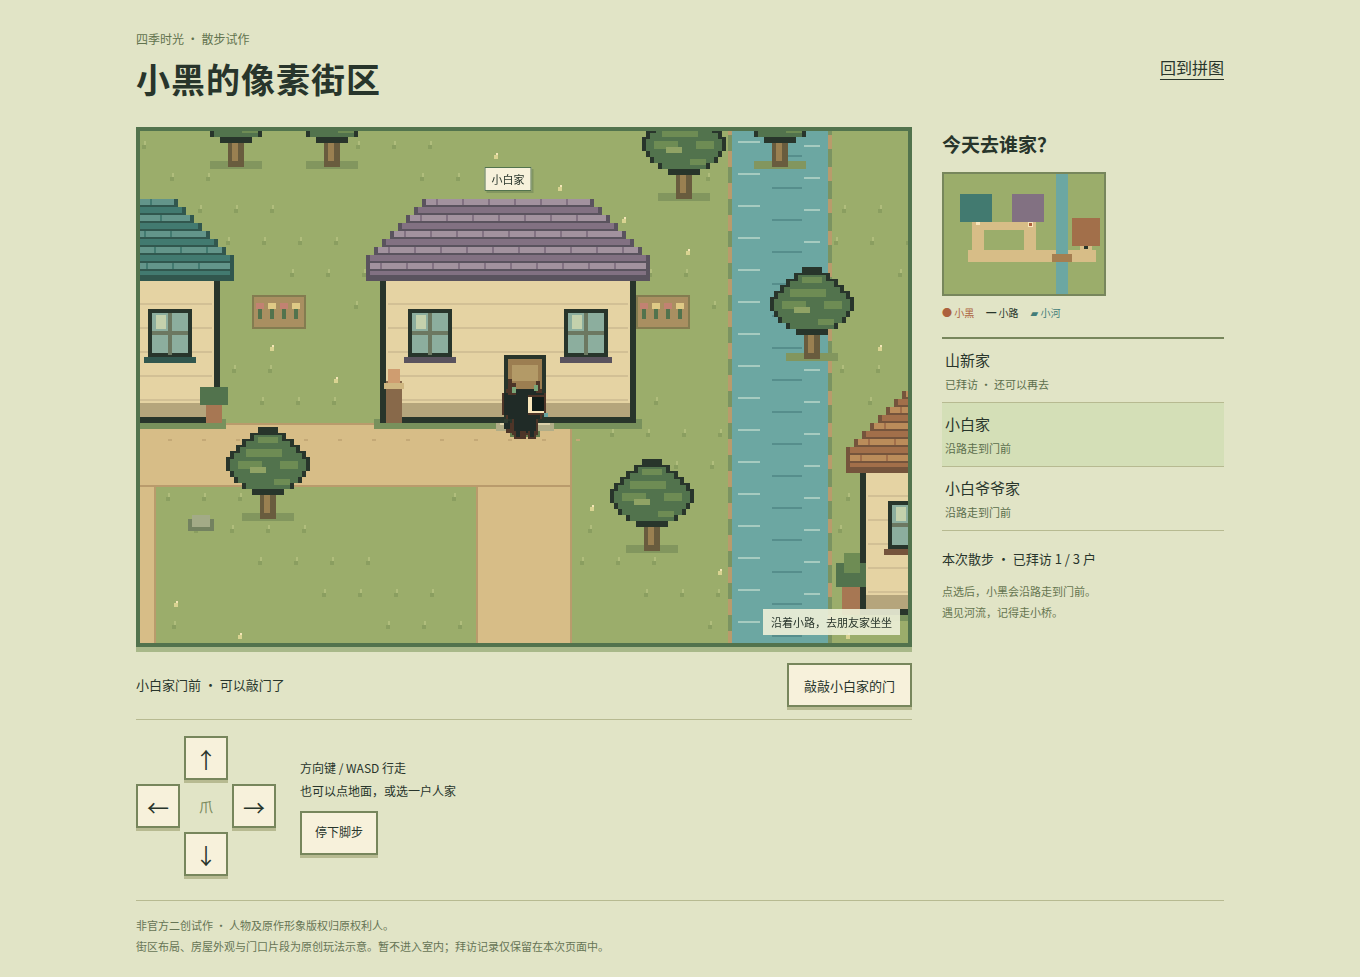 四季时光 · 散步试作
小黑的像素街区
回到拼图
小白家
沿着小路，去朋友家坐坐
今天去谁家？
小黑 小路 小河
山新家
已拜访 · 还可以再去
小白家
沿路走到门前
小白爷爷家
沿路走到门前
本次散步 · 已拜访 1 / 3 户
点选后，小黑会沿路走到门前。
遇见河流，记得走小桥。
小白家门前 · 可以敲门了
敲敲小白家的门
↑
← 爪 →
↓
方向键 / WASD 行走
也可以点地面，或选一户人家
停下脚步
非官方二创试作 · 人物及原作形象版权归原权利人。
街区布局、房屋外观与门口片段为原创玩法示意。暂不进入室内；拜访记录仅保留在本次页面中。